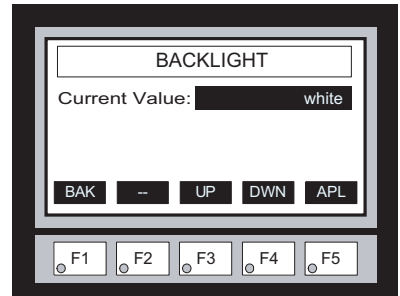 BACKLIGHT
Current Value: white
BAK -- UP DWN APL
F1 F2 F3 F4 F5